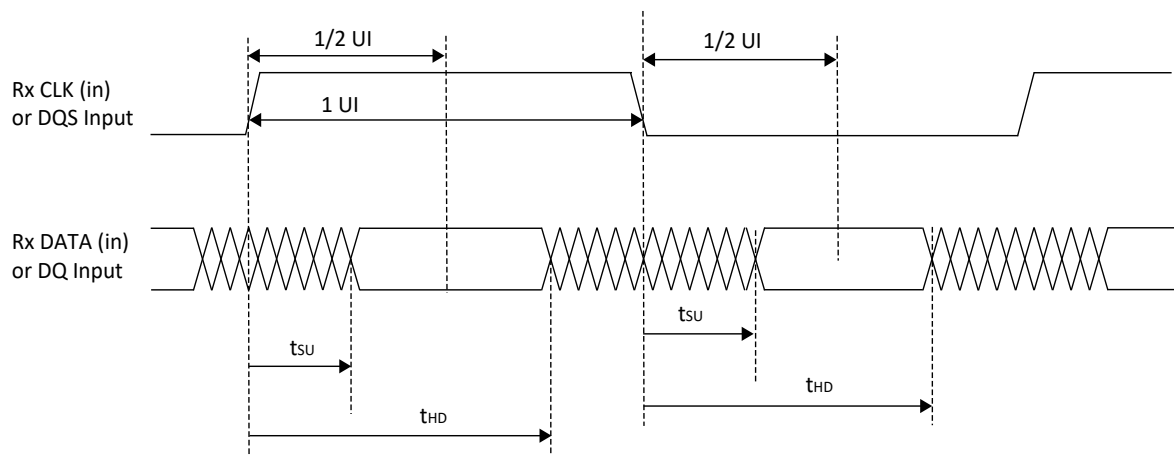 1/2 UI
1/2 UI
Rx CLK (in)
or DQS Input
1 UI
Rx DATA (in)
or DQ Input
tSU
tSU
tHD
tHD